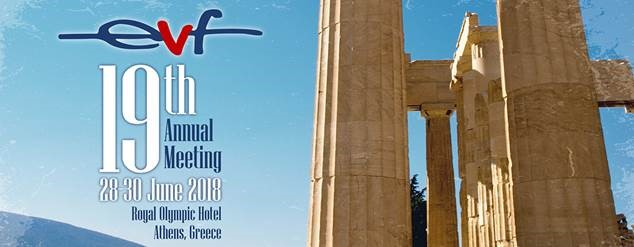 evf
19th
Annual
Meeting
28-30 June 2018
Royal Olympic Hotel
Athens, Greece